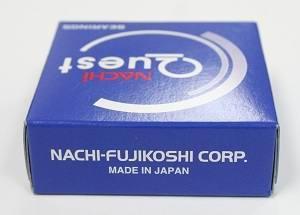 BEARINGS
NACHi
Quest
NACHI-FUJIKOSHI CORP.
MADE IN JAPAN